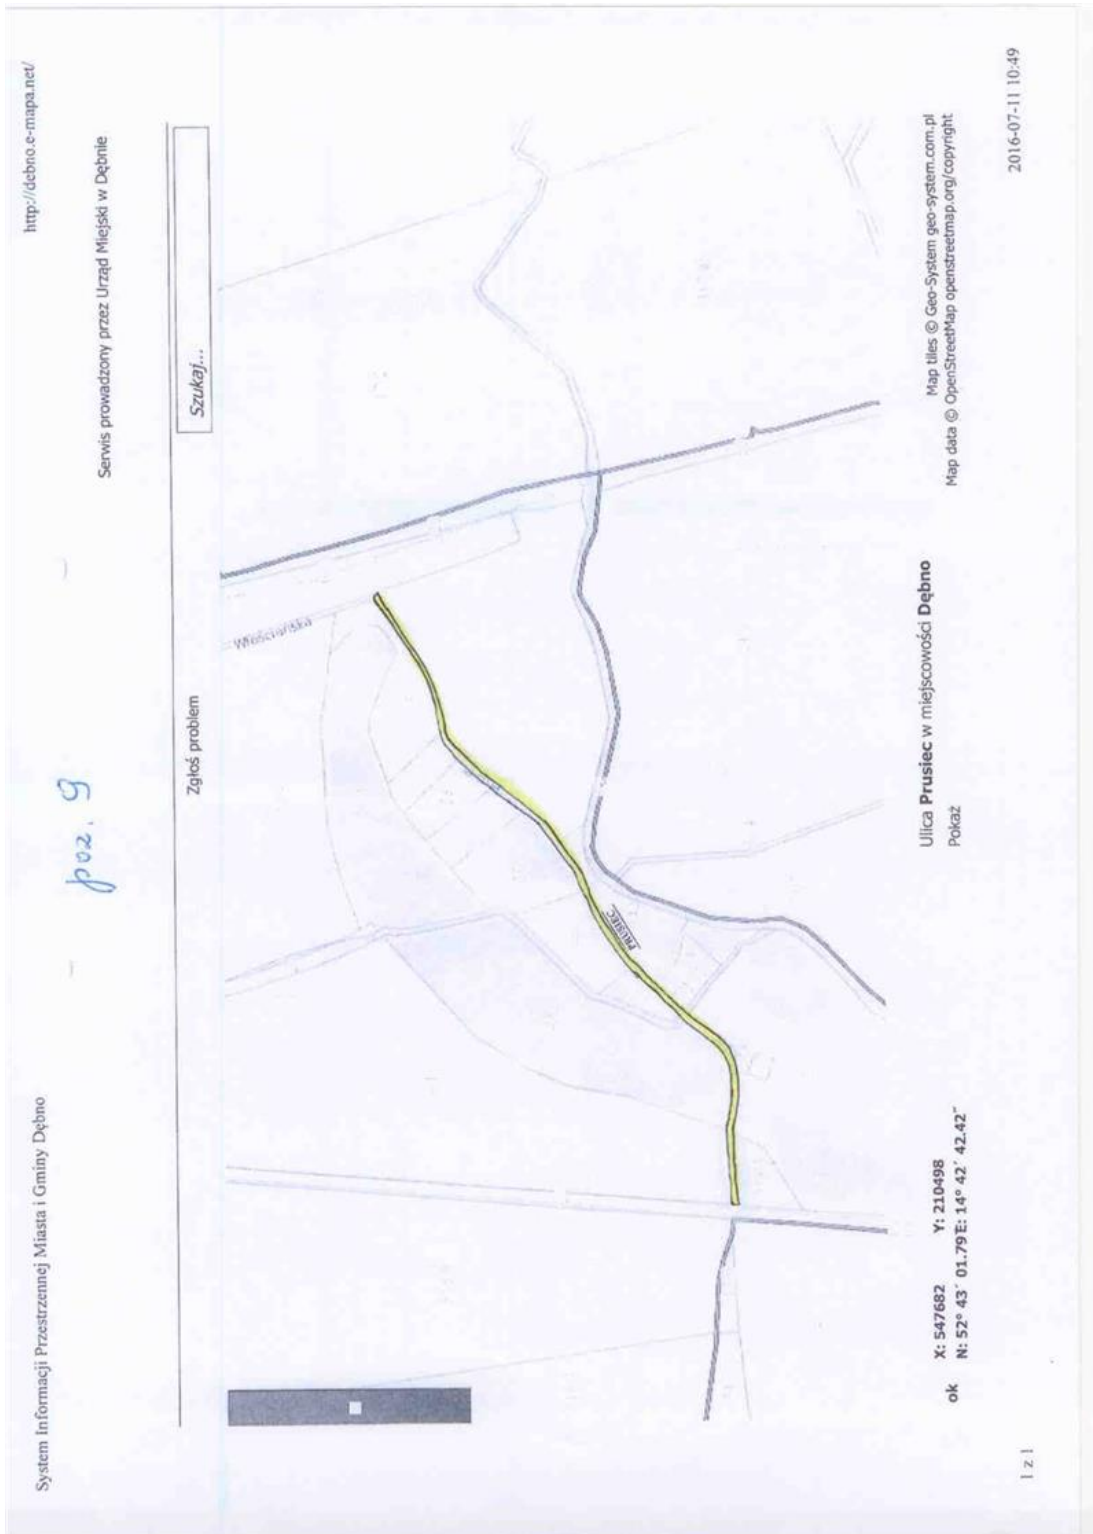 System Informacji Przestrzennej Miasta i Gminy Dębno
http://debno.e-mapa.net/
poz. 9
Serwis prowadzony przez Urząd Miejski w Dębnie
Zgłoś problem
Szukaj...
Włościańska
PRUSIEC
ok
X: 547682 Y: 210498
N: 52° 43´ 01.79˝E: 14° 42´ 42.42˝
Ulica Prusiec w miejscowości Dębno
Pokaż
Map tiles © Geo-System geo-system.com.pl
Map data © OpenStreetMap openstreetmap.org/copyright
1 z 1
2016-07-11 10:49